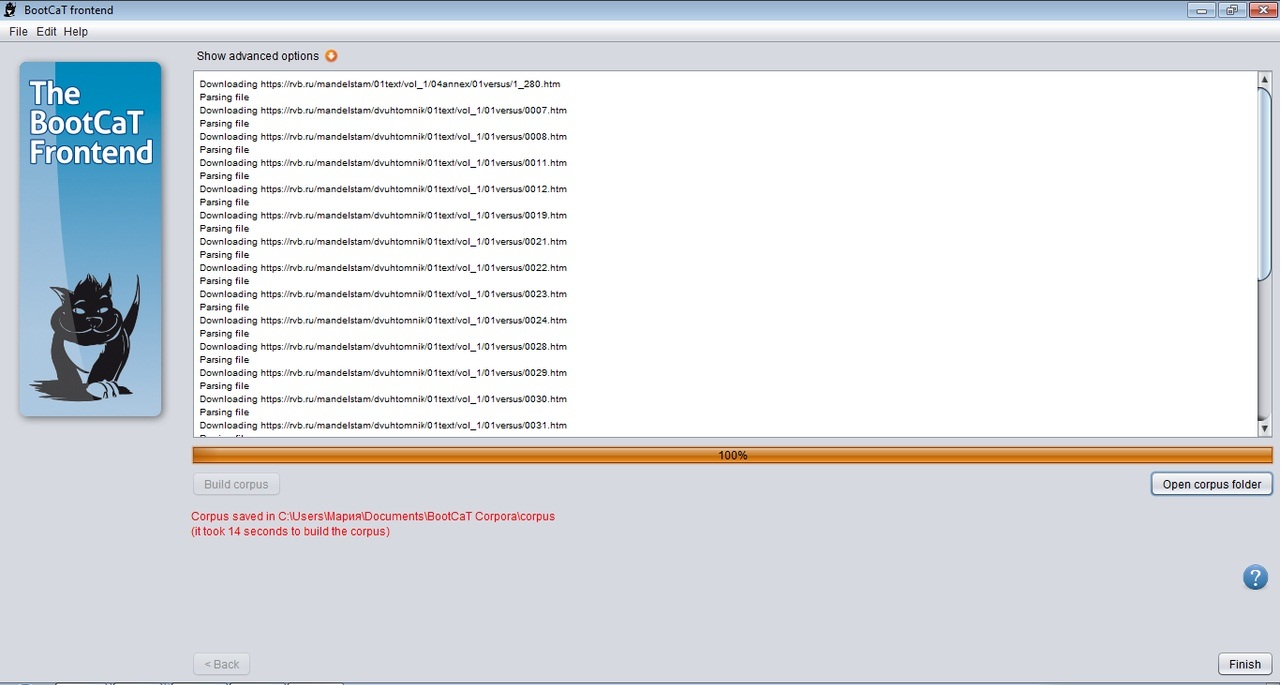 BootCaT frontend
File Edit Help
The
BootCaT
Frontend
Show advanced options
Downloading https://rvb.ru/mandelstam/01text/vol_1/04annex/01versus/1_280.htm
Parsing file
Downloading https://rvb.ru/mandelstam/dvuhtomnik/01text/vol_1/01versus/0007.htm
Parsing file
Downloading https://rvb.ru/mandelstam/dvuhtomnik/01text/vol_1/01versus/0008.htm
Parsing file
Downloading https://rvb.ru/mandelstam/dvuhtomnik/01text/vol_1/01versus/0011.htm
Parsing file
Downloading https://rvb.ru/mandelstam/dvuhtomnik/01text/vol_1/01versus/0012.htm
Parsing file
Downloading https://rvb.ru/mandelstam/dvuhtomnik/01text/vol_1/01versus/0019.htm
Parsing file
Downloading https://rvb.ru/mandelstam/dvuhtomnik/01text/vol_1/01versus/0021.htm
Parsing file
Downloading https://rvb.ru/mandelstam/dvuhtomnik/01text/vol_1/01versus/0022.htm
Parsing file
Downloading https://rvb.ru/mandelstam/dvuhtomnik/01text/vol_1/01versus/0023.htm
Parsing file
Downloading https://rvb.ru/mandelstam/dvuhtomnik/01text/vol_1/01versus/0024.htm
Parsing file
Downloading https://rvb.ru/mandelstam/dvuhtomnik/01text/vol_1/01versus/0028.htm
Parsing file
Downloading https://rvb.ru/mandelstam/dvuhtomnik/01text/vol_1/01versus/0029.htm
Parsing file
Downloading https://rvb.ru/mandelstam/dvuhtomnik/01text/vol_1/01versus/0030.htm
Parsing file
Downloading https://rvb.ru/mandelstam/dvuhtomnik/01text/vol_1/01versus/0031.htm
100%
Build corpus
Open corpus folder
Corpus saved in C:\Users\Мария\Documents\BootCaT Corpora\corpus
(it took 14 seconds to build the corpus)
?
< Back
Finish